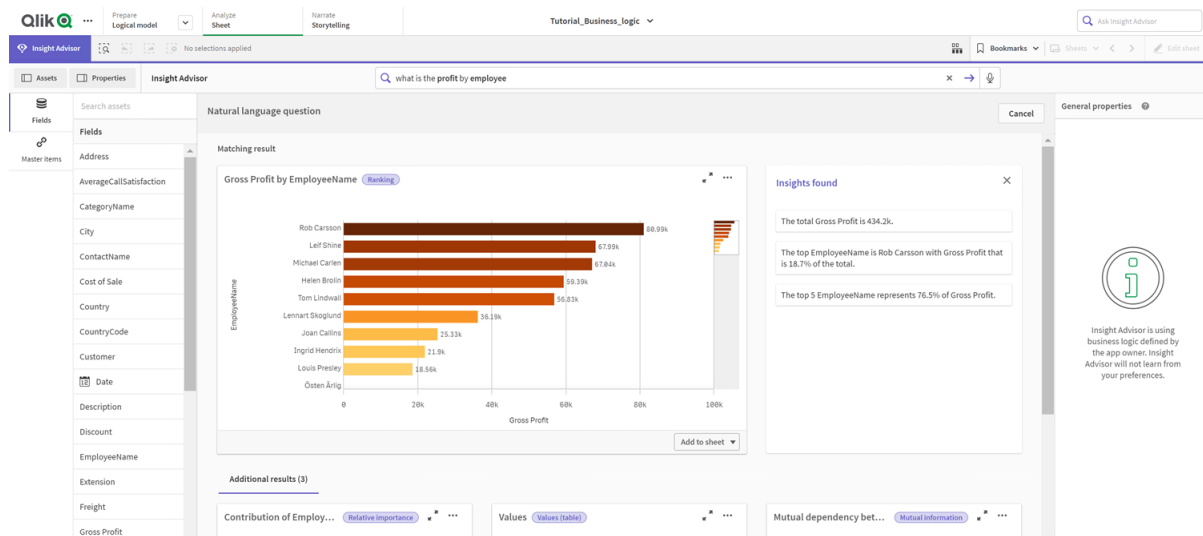 Qlik
Prepare
Logical model
Analyze
Sheet
Narrate
Storytelling
Tutorial_Business_logic
Ask Insight Advisor
Insight Advisor
No selections applied
Bookmarks
Sheets
Edit sheet
Assets
Properties
Insight Advisor
what is the profit by employee
Fields
Master items
Search assets
Fields
Address
AverageCallSatisfaction
CategoryName
City
ContactName
Cost of Sale
Country
CountryCode
Customer
Date
Description
Discount
EmployeeName
Extension
Freight
Gross Profit
Natural language question
Cancel
Matching result
Gross Profit by EmployeeName Ranking
EmployeeName
Rob Carsson 80.99k
Leif Shine 67.99k
Michael Carlen 67.04k
Helen Brolin 59.39k
Tom Lindwall 56.83k
Lennart Skoglund 36.19k
Joan Callins 25.33k
Ingrid Hendrix 21.9k
Louis Presley 18.56k
Östen Ärlig
0 20k 40k 60k 80k 100k
Gross Profit
Add to sheet
Insights found
The total Gross Profit is 434.2k.
The top EmployeeName is Rob Carsson with Gross Profit that
is 18.7% of the total.
The top 5 EmployeeName represents 76.5% of Gross Profit.
Additional results (3)
Contribution of Employ... Relative importance
Values Values (table)
Mutual dependency bet... Mutual information
General properties
Insight Advisor is using
business logic defined by
the app owner. Insight
Advisor will not learn from
your preferences.